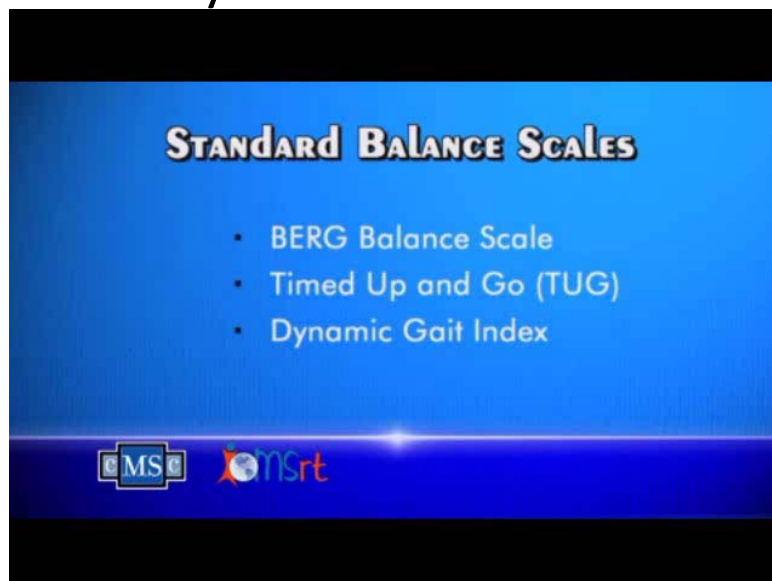 Standard Balance Scales
· BERG Balance Scale
· Timed Up and Go (TUG)
· Dynamic Gait Index
CMSC
MSrt